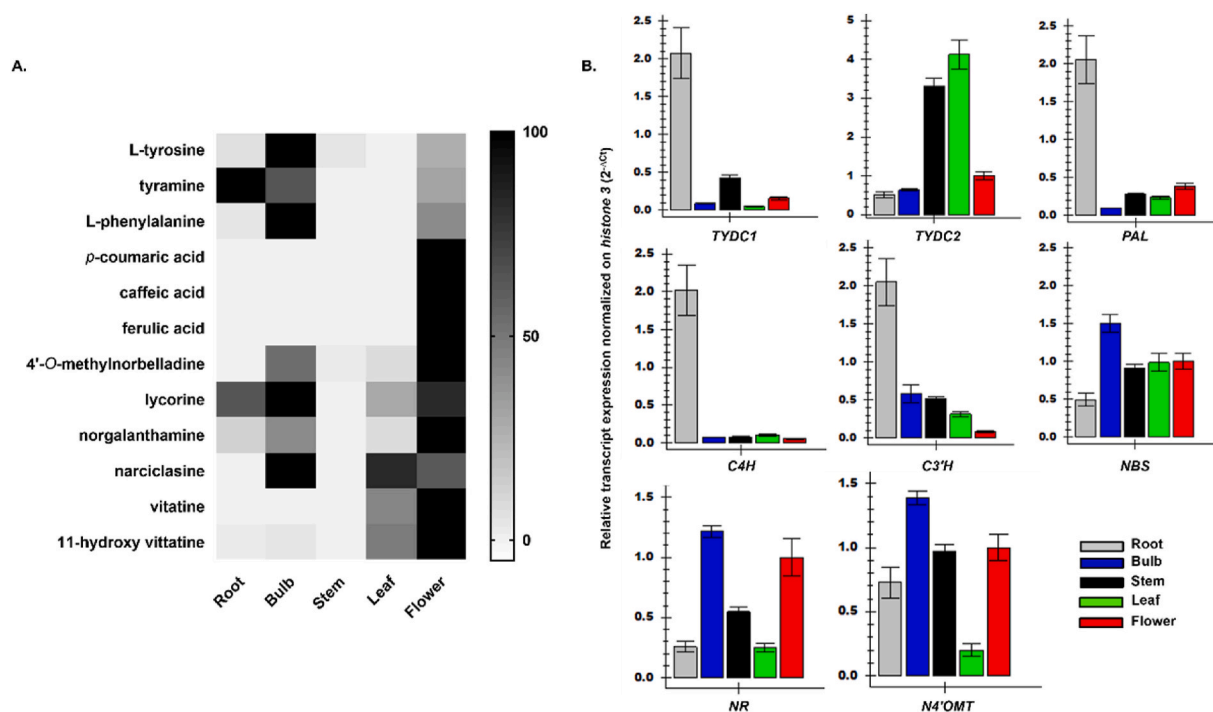 A.
L-tyrosine
tyramine
L-phenylalanine
ρ-coumaric acid
caffeic acid
ferulic acid
4'-O-methylnorbelladine
lycorine
norgalanthamine
narciclasine
vitatine
11-hydroxy vittatine
Root
Bulb
Stem
Leaf
Flower
100
50
0
B.
Relative transcript expression normalized on histone 3 (2^-ΔCt)
2.5
2.0
1.5
1.0
0.5
0.0
TYDC1
5
4
3
2
1
0
TYDC2
2.5
2.0
1.5
1.0
0.5
0.0
PAL
2.5
2.0
1.5
1.0
0.5
0.0
C4H
2.5
2.0
1.5
1.0
0.5
0.0
C3'H
2.5
2.0
1.5
1.0
0.5
0.0
NBS
1.5
1.0
0.5
0.0
NR
1.5
1.0
0.5
0.0
N4'OMT
Root
Bulb
Stem
Leaf
Flower